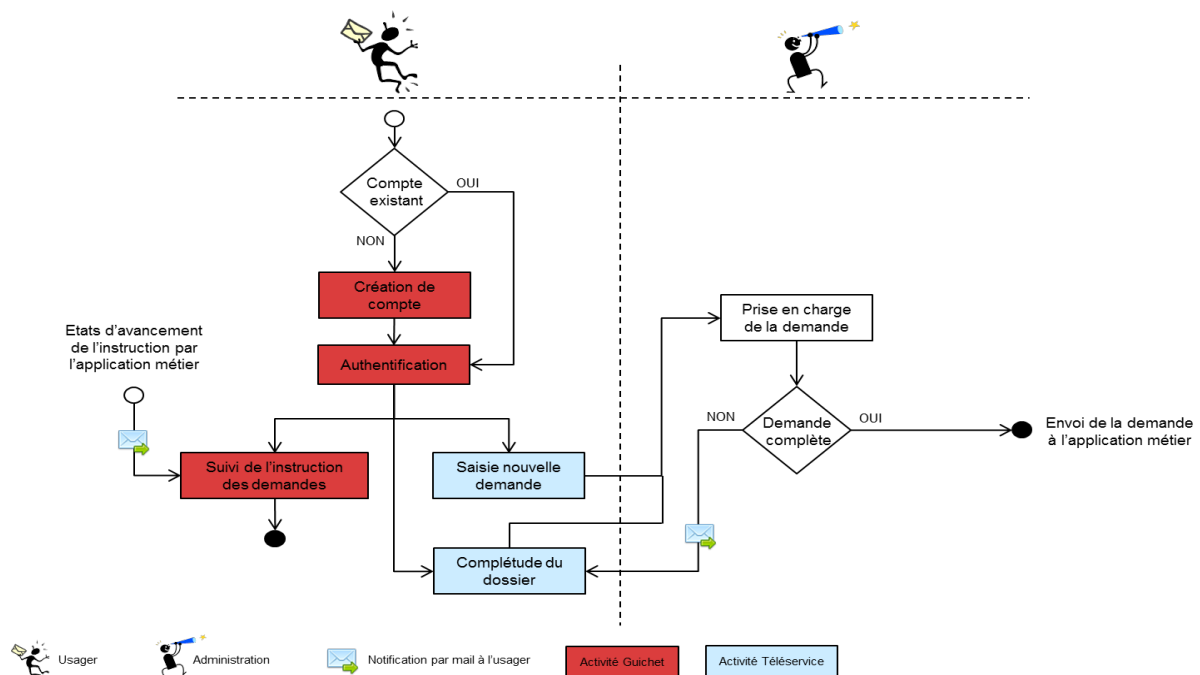 Compte
existant
OUI
NON
Création de
compte
Authentification
Etats d’avancement
de l’instruction par
l’application métier
Suivi de l’instruction
des demandes
Saisie nouvelle
demande
Complétude du
dossier
Prise en charge
de la demande
NON
Demande
complète
OUI
Envoi de la demande
à l’application métier
Usager
Administration
Notification par mail à l’usager
Activité Guichet
Activité Téléservice